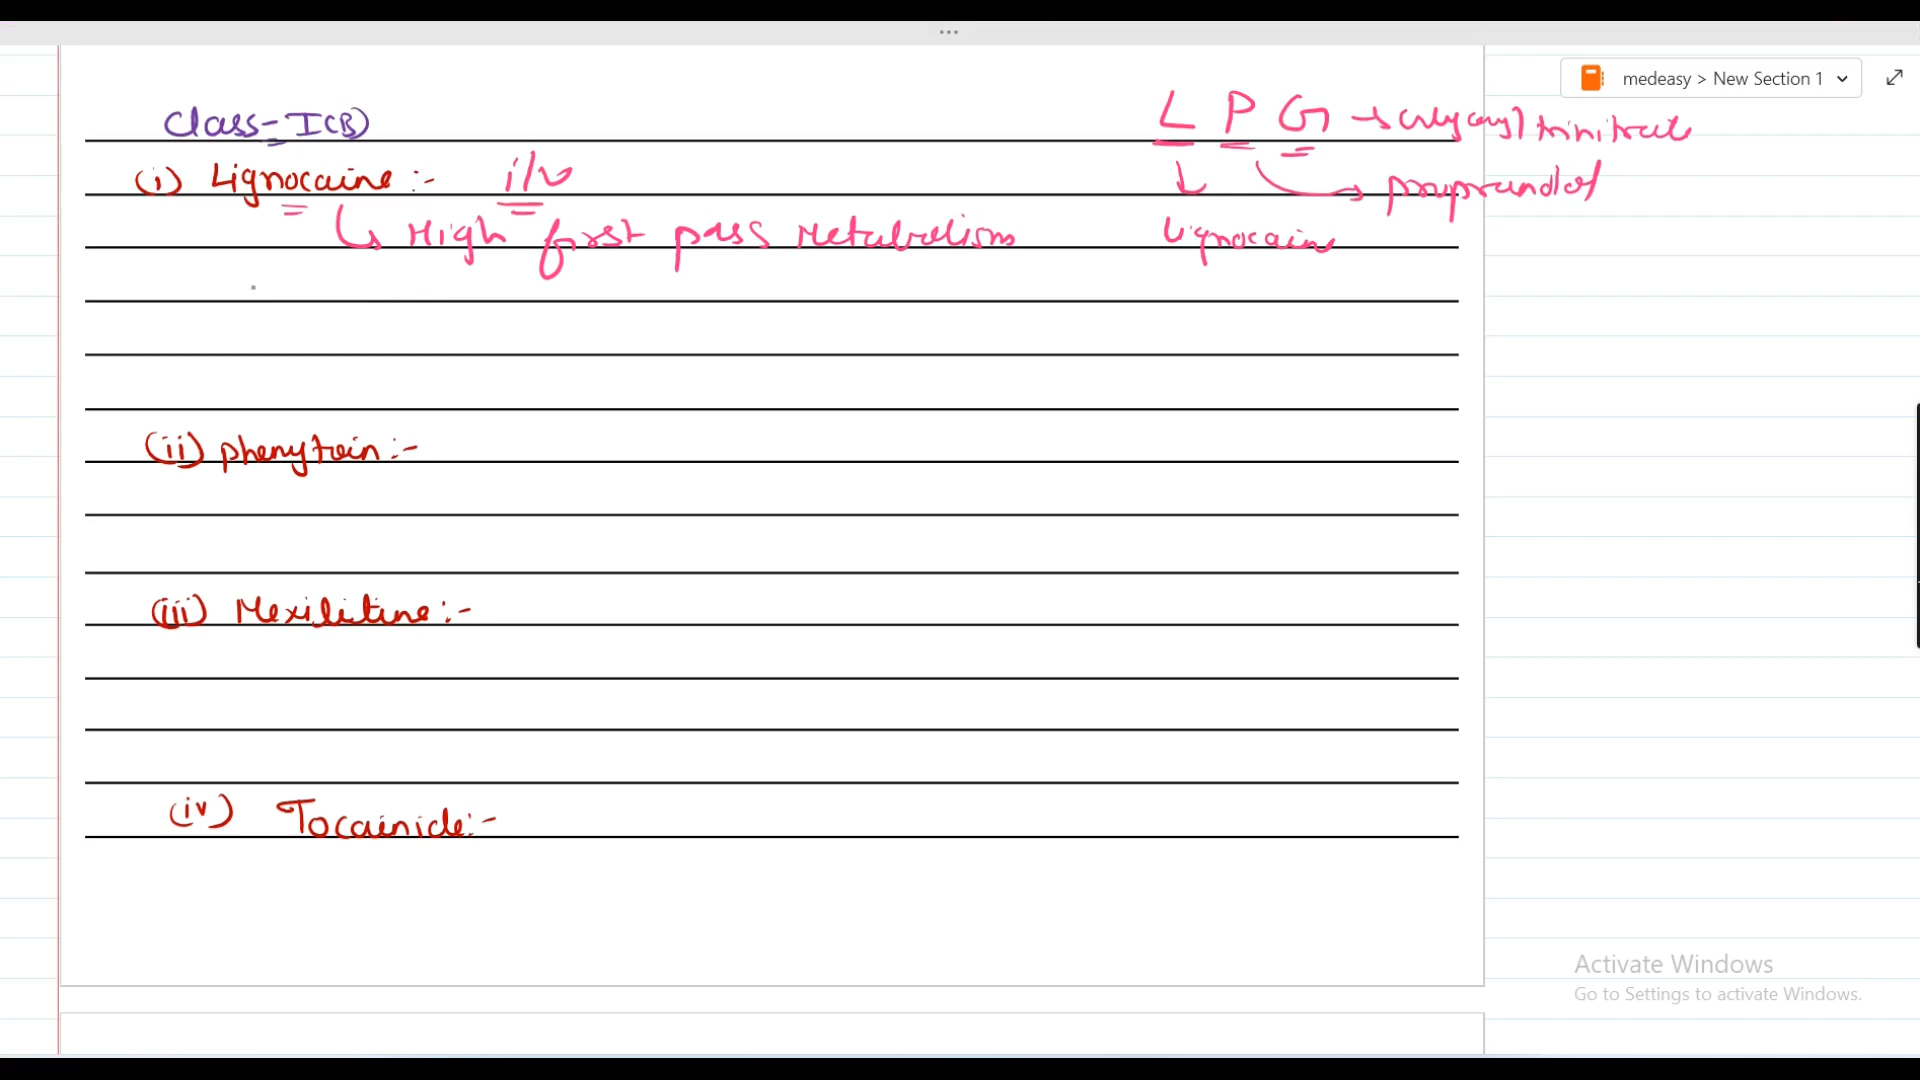 ...
medeasy > New Section 1
Class-I(B)
L P G → Glyceryl trinitrate
(i) Lignocaine :- i/v
→ propranolol
↓
↳ High first pass Metabolism
Lignocaine
(ii) phenytoin :-
(iii) Mexilitine :-
(iv) Tocainide :-
Activate Windows
Go to Settings to activate Windows.